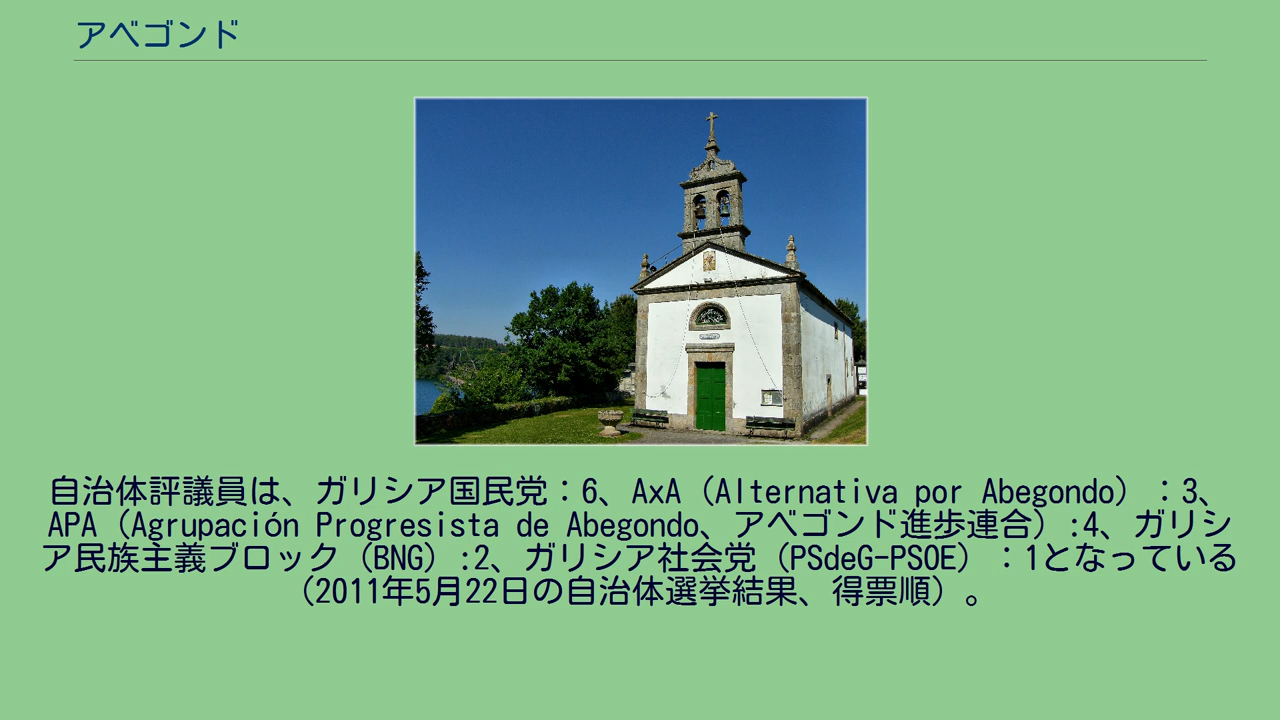 アベゴンド
自治体評議員は、ガリシア国民党：6、AxA（Alternativa por Abegondo）：3、
APA（Agrupación Progresista de Abegondo、アベゴンド進歩連合）:4、ガリシ
ア民族主義ブロック（BNG）:2、ガリシア社会党（PSdeG-PSOE）：1となっている
（2011年5月22日の自治体選挙結果、得票順）。